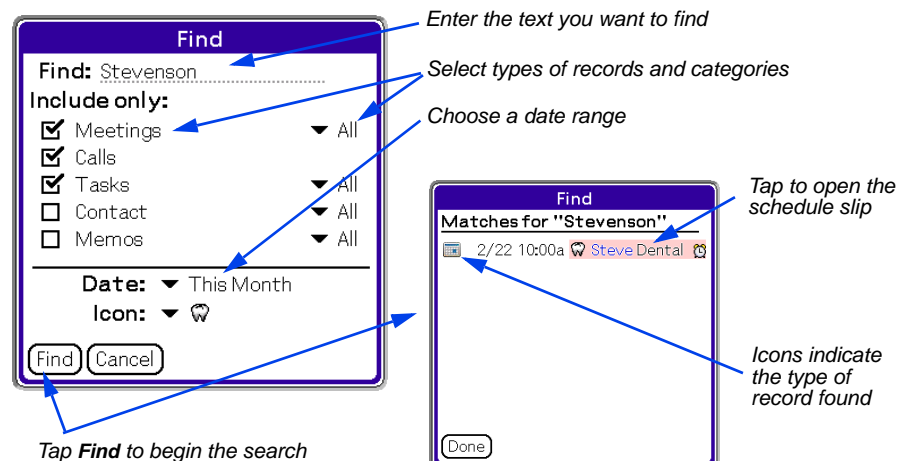 Find
Find: Stevenson
Include only:
Meetings All
Calls
Tasks All
Contact All
Memos All
Date: This Month
Icon:
Find Cancel
Enter the text you want to find
Select types of records and categories
Choose a date range
Tap Find to begin the search
Find
Matches for "Stevenson"
2/22 10:00a Steve Dental
Done
Tap to open the
schedule slip
Icons indicate
the type of
record found